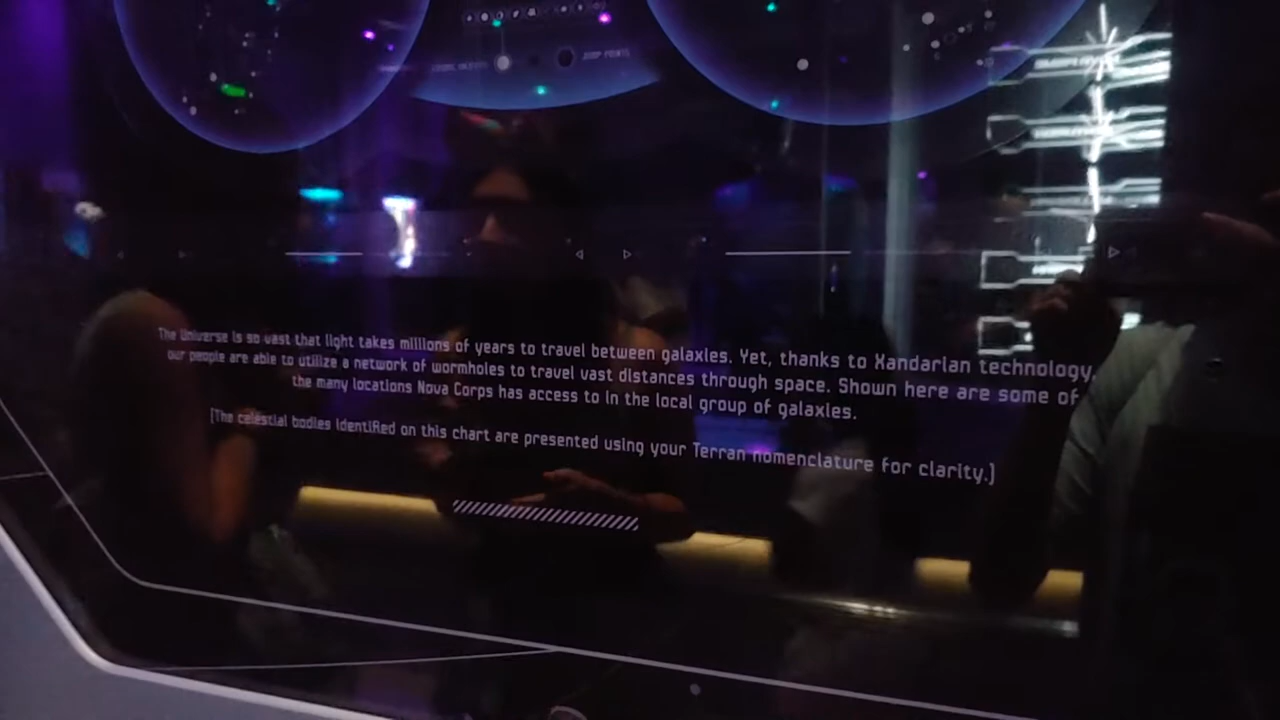 JUMP POINTS
The Universe is so vast that light takes millions of years to travel between galaxies. Yet, thanks to Xandarian technology,
our people are able to utilize a network of wormholes to travel vast distances through space. Shown here are some of
the many locations Nova Corps has access to in the local group of galaxies.
[The celestial bodies identified on this chart are presented using your Terran nomenclature for clarity.]